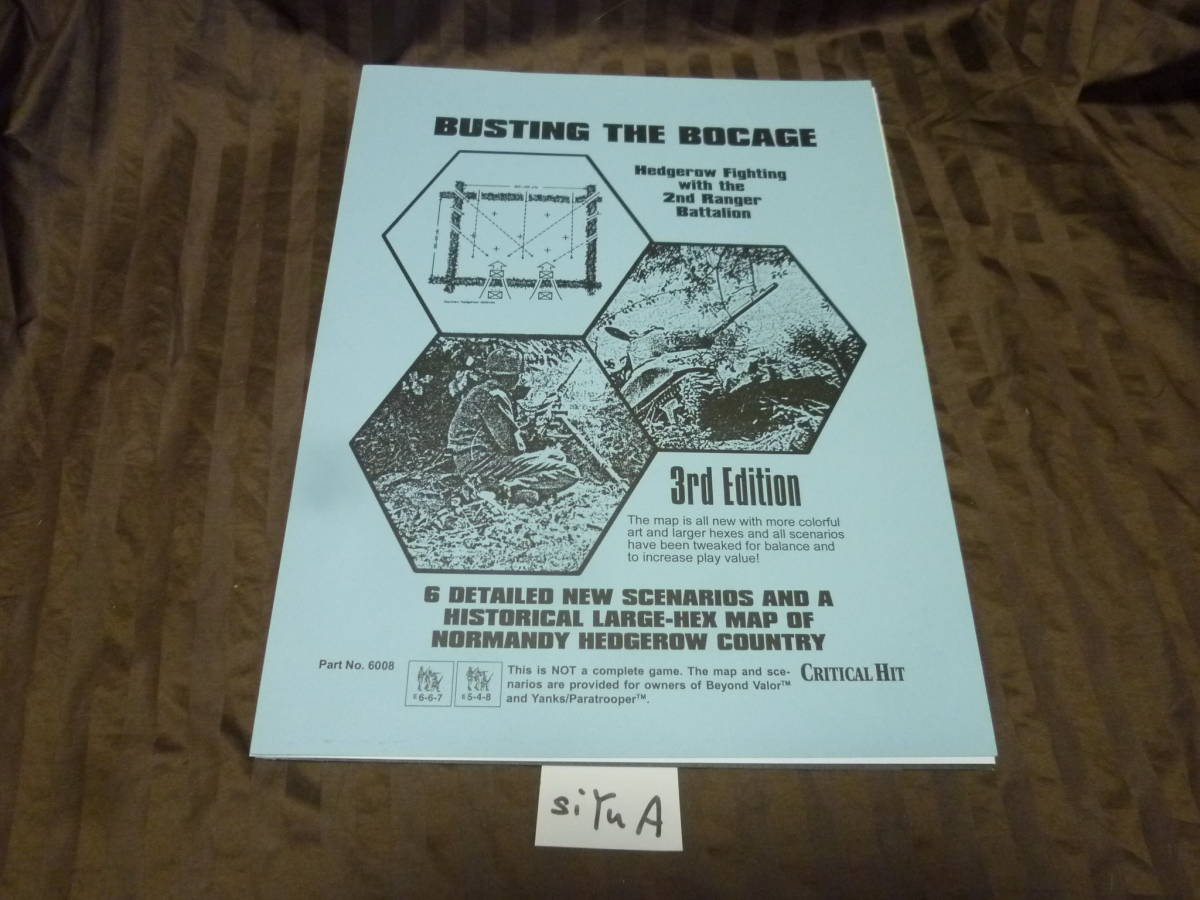 BUSTING THE BOCAGE
Hedgerow Fighting
with the
2nd Ranger
Battalion
3rd Edition
The map is all new with more colorful
art and larger hexes and all scenarios
have been tweaked for balance and
to increase play value!
6 DETAILED NEW SCENARIOS AND A
HISTORICAL LARGE-HEX MAP OF
NORMANDY HEDGEROW COUNTRY
Part No. 6008
6-6-7
5-4-8
This is NOT a complete game. The map and sce-
narios are provided for owners of Beyond Valor™
and Yanks/Paratrooper™.
CRITICAL HIT
siYu A